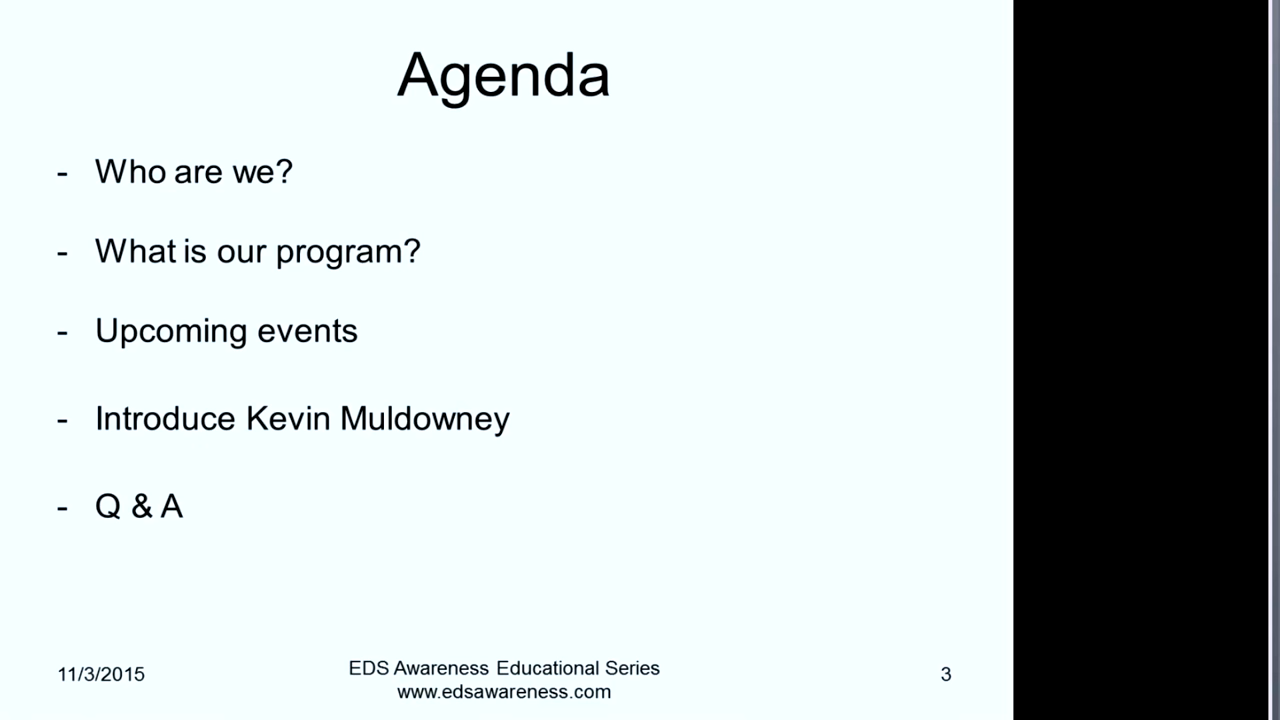 Agenda
- Who are we?
- What is our program?
- Upcoming events
- Introduce Kevin Muldowney
- Q & A
11/3/2015
EDS Awareness Educational Series
www.edsawareness.com
3